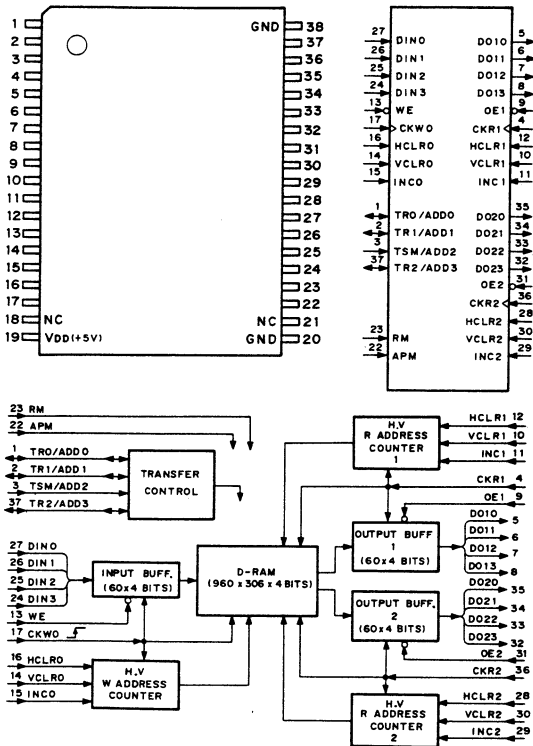 1
2
3
4
5
6
7
8
9
10
11
12
13
14
15
16
17
18 NC
19 VDD(+5V)
GND 38
37
36
35
34
33
32
31
30
29
28
27
26
25
24
23
22
NC 21
GND 20
27 DIN0
26 DIN1
25 DIN2
24 DIN3
13 WE
17 CKW0
16 HCLR0
14 VCLR0
15 INC0
1 TR0/ADD0
2 TR1/ADD1
3 TSM/ADD2
37 TR2/ADD3
23 RM
22 APM
DO10 5
DO11 6
DO12 7
DO13 8
OE1 9
CKR1 4
HCLR1 12
VCLR1 10
INC1 11
DO20 35
DO21 34
DO22 33
DO23 32
OE2 31
CKR2 36
HCLR2 28
VCLR2 30
INC2 29
23 RM
22 APM
1 TR0/ADD0
2 TR1/ADD1
3 TSM/ADD2
37 TR2/ADD3
TRANSFER
CONTROL
27 DIN0
26 DIN1
25 DIN2
24 DIN3
13 WE
17 CKW0
16 HCLR0
14 VCLR0
15 INC0
INPUT BUFF.
(60x4 BITS)
H.V
W ADDRESS
COUNTER
D-RAM
(960 x 306 x 4 BITS)
H.V
R ADDRESS
COUNTER
1
HCLR1 12
VCLR1 10
INC1 11
CKR1 4
OE1 9
OUTPUT BUFF
1
(60x4 BITS)
DO10 5
DO11 6
DO12 7
DO13 8
OUTPUT BUFF
2
(60x4 BITS)
DO20 35
DO21 34
DO22 33
DO23 32
OE2 31
CKR2 36
H.V
R ADDRESS
COUNTER
2
HCLR2 28
VCLR2 30
INC2 29